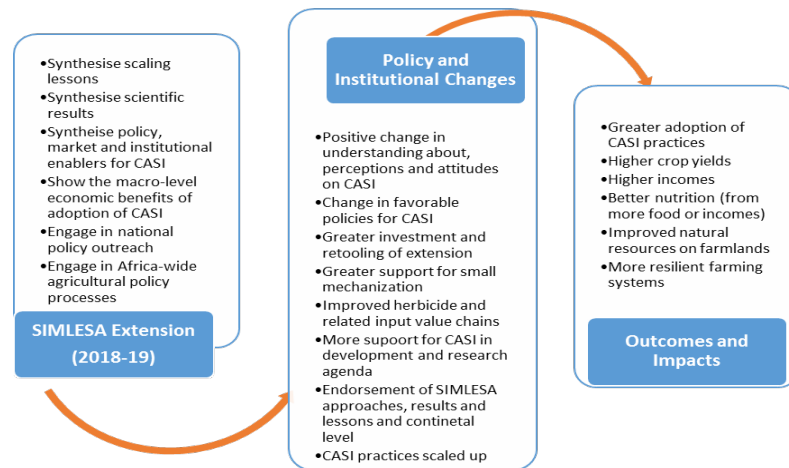 •Synthesise scaling
lessons
•Synthesise scientific
results
•Syntheise policy,
market and institutional
enablers for CASI
•Show the macro-level
economic benefits of
adoption of CASI
•Engage in national
policy outreach
•Engage in Africa-wide
agricultural policy
processes
SIMLESA Extension
(2018-19)
Policy and
Institutional Changes
•Positive change in
understanding about,
perceptions and attitudes
on CASI
•Change in favorable
policies for CASI
•Greater investment and
retooling of extension
•Greater support for small
mechanization
•Improved herbicide and
related input value chains
•More support for CASI in
development and research
agenda
•Endorsement of SIMLESA
approaches, results and
lessons and continetal
level
•CASI practices scaled up
•Greater adoption of
CASI practices
•Higher crop yields
•Higher incomes
•Better nutrition (from
more food or incomes)
•Improved natural
resources on farmlands
•More resilient farming
systems
Outcomes and
Impacts